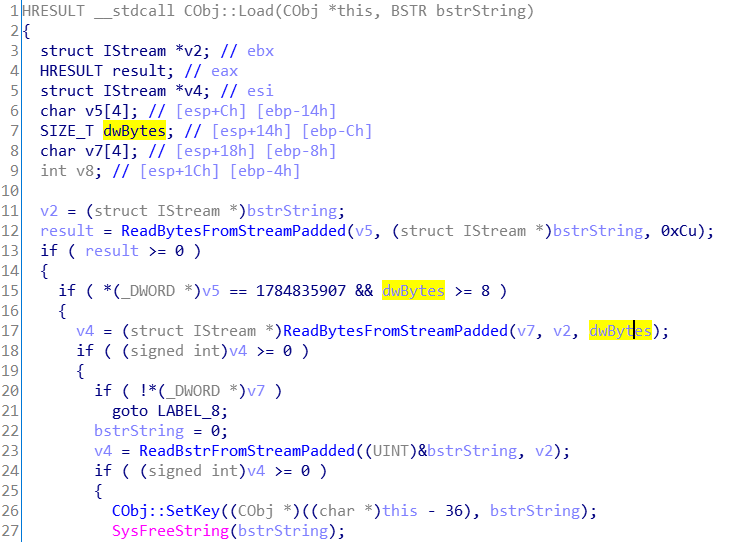 1 HRESULT __stdcall CObj::Load(CObj *this, BSTR bstrString)
2 {
3 struct IStream *v2; // ebx
4 HRESULT result; // eax
5 struct IStream *v4; // esi
6 char v5[4]; // [esp+Ch] [ebp-14h]
7 SIZE_T dwBytes; // [esp+14h] [ebp-Ch]
8 char v7[4]; // [esp+18h] [ebp-8h]
9 int v8; // [esp+1Ch] [ebp-4h]
10
11 v2 = (struct IStream *)bstrString;
12 result = ReadBytesFromStreamPadded(v5, (struct IStream *)bstrString, 0xCu);
13 if ( result >= 0 )
14 {
15 if ( *(_DWORD *)v5 == 1784835907 && dwBytes >= 8 )
16 {
17 v4 = (struct IStream *)ReadBytesFromStreamPadded(v7, v2, dwBytes);
18 if ( (signed int)v4 >= 0 )
19 {
20 if ( !*(_DWORD *)v7 )
21 goto LABEL_8;
22 bstrString = 0;
23 v4 = ReadBstrFromStreamPadded((UINT)&bstrString, v2);
24 if ( (signed int)v4 >= 0 )
25 {
26 CObj::SetKey((CObj *)((char *)this - 36), bstrString);
27 SysFreeString(bstrString);